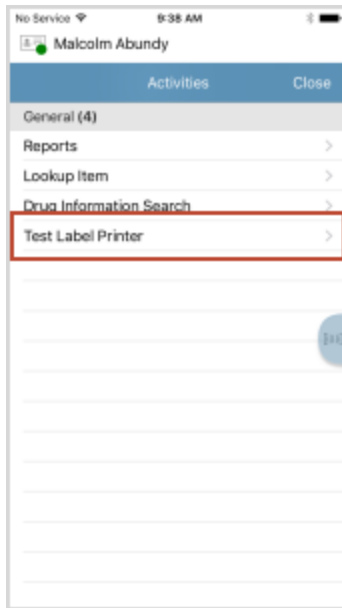 No Service 9:38 AM
Malcolm Abundy
Activities Close
General (4)
Reports
Lookup Item
Drug Information Search
Test Label Printer